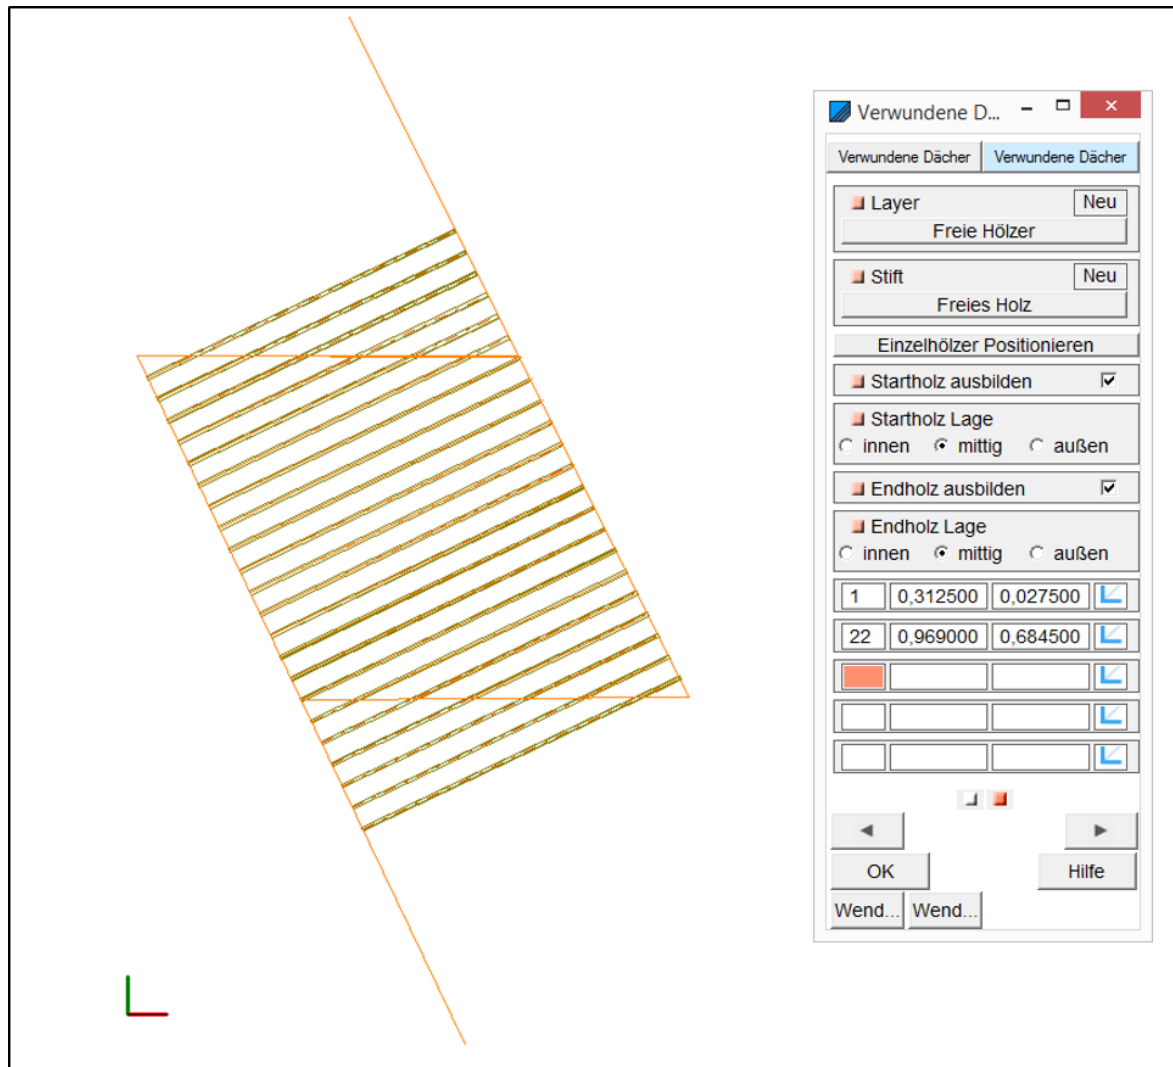 Verwundene D...
Verwundene Dächer Verwundene Dächer
Layer Neu
Freie Hölzer
Stift Neu
Freies Holz
Einzelhölzer Positionieren
Startholz ausbilden
Startholz Lage
innen mittig außen
Endholz ausbilden
Endholz Lage
innen mittig außen
1 0,312500 0,027500
22 0,969000 0,684500
OK Hilfe
Wend... Wend...